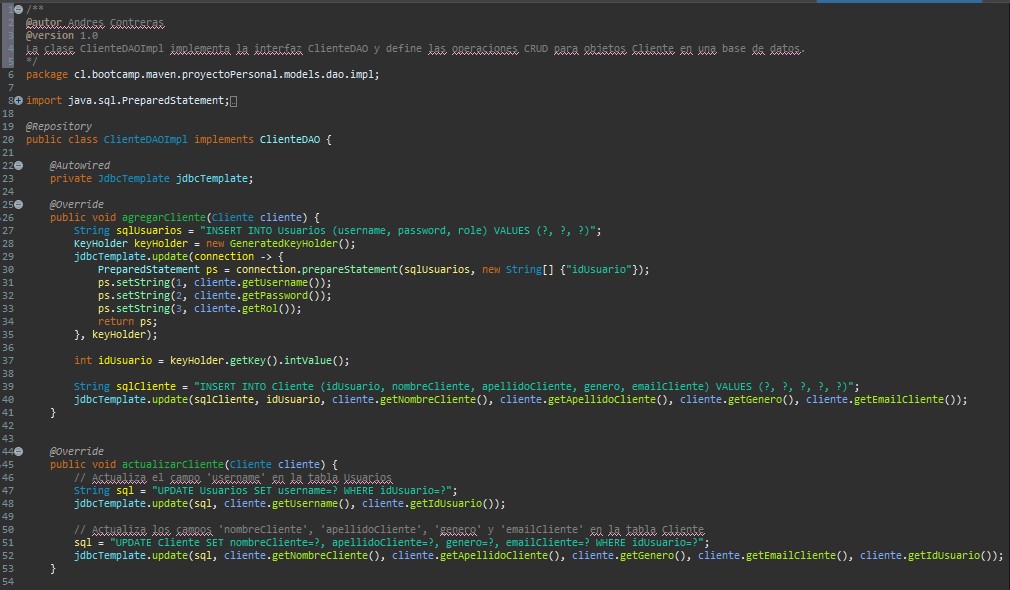 1 /**
2 @autor Andres Contreras
3 @version 1.0
4 La clase ClienteDAOImpl implementa la interfaz ClienteDAO y define las operaciones CRUD para objetos Cliente en una base de datos.
5 */
6 package cl.bootcamp.maven.proyectoPersonal.models.dao.impl;
7
8 import java.sql.PreparedStatement;
18
19 @Repository
20 public class ClienteDAOImpl implements ClienteDAO {
21
22     @Autowired
23     private JdbcTemplate jdbcTemplate;
24
25     @Override
26     public void agregarCliente(Cliente cliente) {
27         String sqlUsuarios = "INSERT INTO Usuarios (username, password, role) VALUES (?, ?, ?)";
28         KeyHolder keyHolder = new GeneratedKeyHolder();
29         jdbcTemplate.update(connection -> {
30             PreparedStatement ps = connection.prepareStatement(sqlUsuarios, new String[] {"idUsuario"});
31             ps.setString(1, cliente.getUsername());
32             ps.setString(2, cliente.getPassword());
33             ps.setString(3, cliente.getRol());
34             return ps;
35         }, keyHolder);
36
37         int idUsuario = keyHolder.getKey().intValue();
38
39         String sqlCliente = "INSERT INTO Cliente (idUsuario, nombreCliente, apellidoCliente, genero, emailCliente) VALUES (?, ?, ?, ?, ?)";
40         jdbcTemplate.update(sqlCliente, idUsuario, cliente.getNombreCliente(), cliente.getApellidoCliente(), cliente.getGenero(), cliente.getEmailCliente());
41     }
42
43
44     @Override
45     public void actualizarCliente(Cliente cliente) {
46         // Actualiza el campo 'username' en la tabla Usuarios
47         String sql = "UPDATE Usuarios SET username=? WHERE idUsuario=?";
48         jdbcTemplate.update(sql, cliente.getUsername(), cliente.getIdUsuario());
49
50         // Actualiza los campos 'nombreCliente', 'apellidoCliente', 'genero' y 'emailCliente' en la tabla Cliente
51         sql = "UPDATE Cliente SET nombreCliente=?, apellidoCliente=?, genero=?, emailCliente=? WHERE idUsuario=?";
52         jdbcTemplate.update(sql, cliente.getNombreCliente(), cliente.getApellidoCliente(), cliente.getGenero(), cliente.getEmailCliente(), cliente.getIdUsuario());
53     }
54